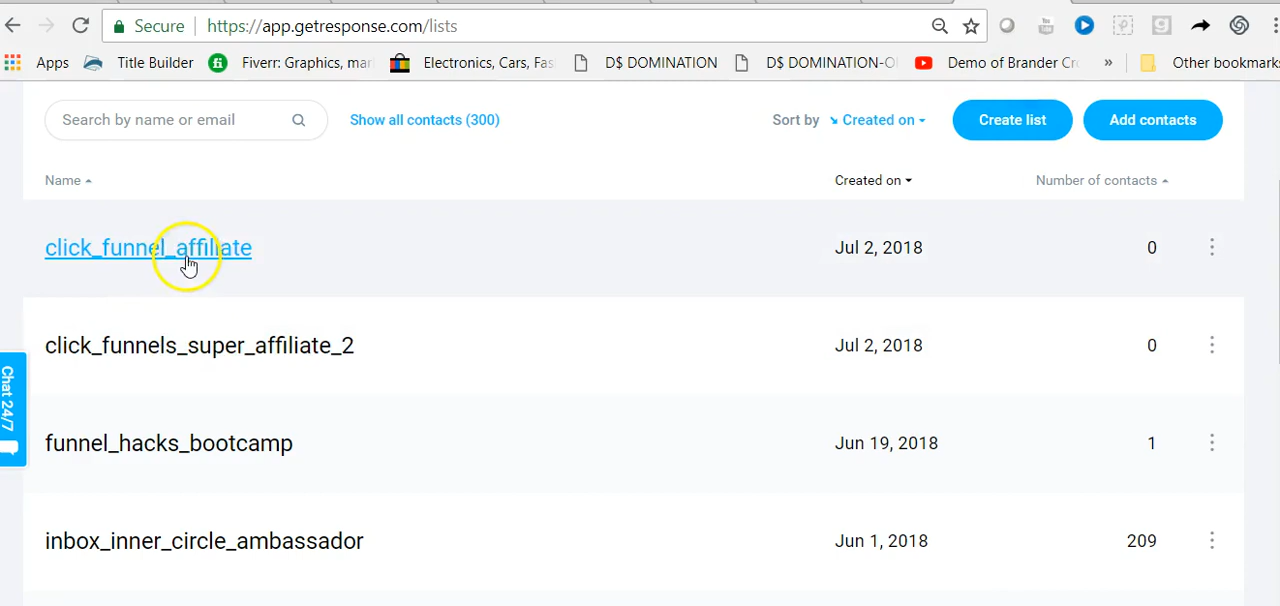 Secure https://app.getresponse.com/lists
Apps Title Builder Fiverr: Graphics, mar Electronics, Cars, Fas D$ DOMINATION D$ DOMINATION-O Demo of Brander Cr » Other bookmarks
Search by name or email Show all contacts (300) Sort by Created on Create list Add contacts
Name Created on Number of contacts
click_funnel_affiliate Jul 2, 2018 0
click_funnels_super_affiliate_2 Jul 2, 2018 0
Chat 24/7
funnel_hacks_bootcamp Jun 19, 2018 1
inbox_inner_circle_ambassador Jun 1, 2018 209